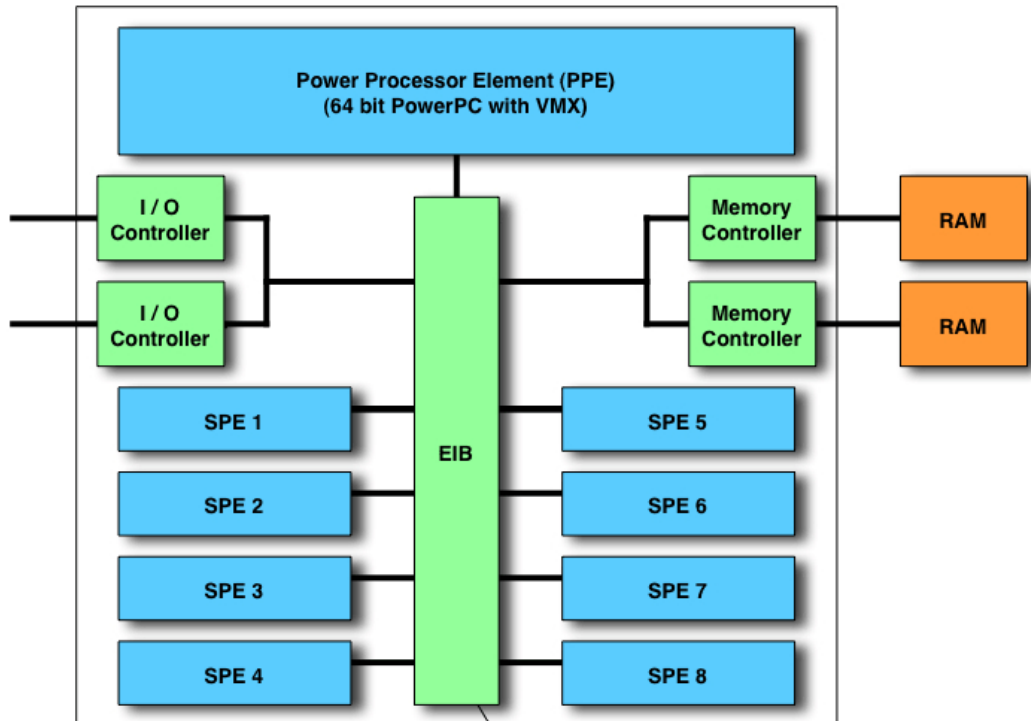 Power Processor Element (PPE)
(64 bit PowerPC with VMX)
I / O
Controller
Memory
Controller
RAM
I / O
Controller
Memory
Controller
RAM
SPE 1
SPE 5
EIB
SPE 2
SPE 6
SPE 3
SPE 7
SPE 4
SPE 8